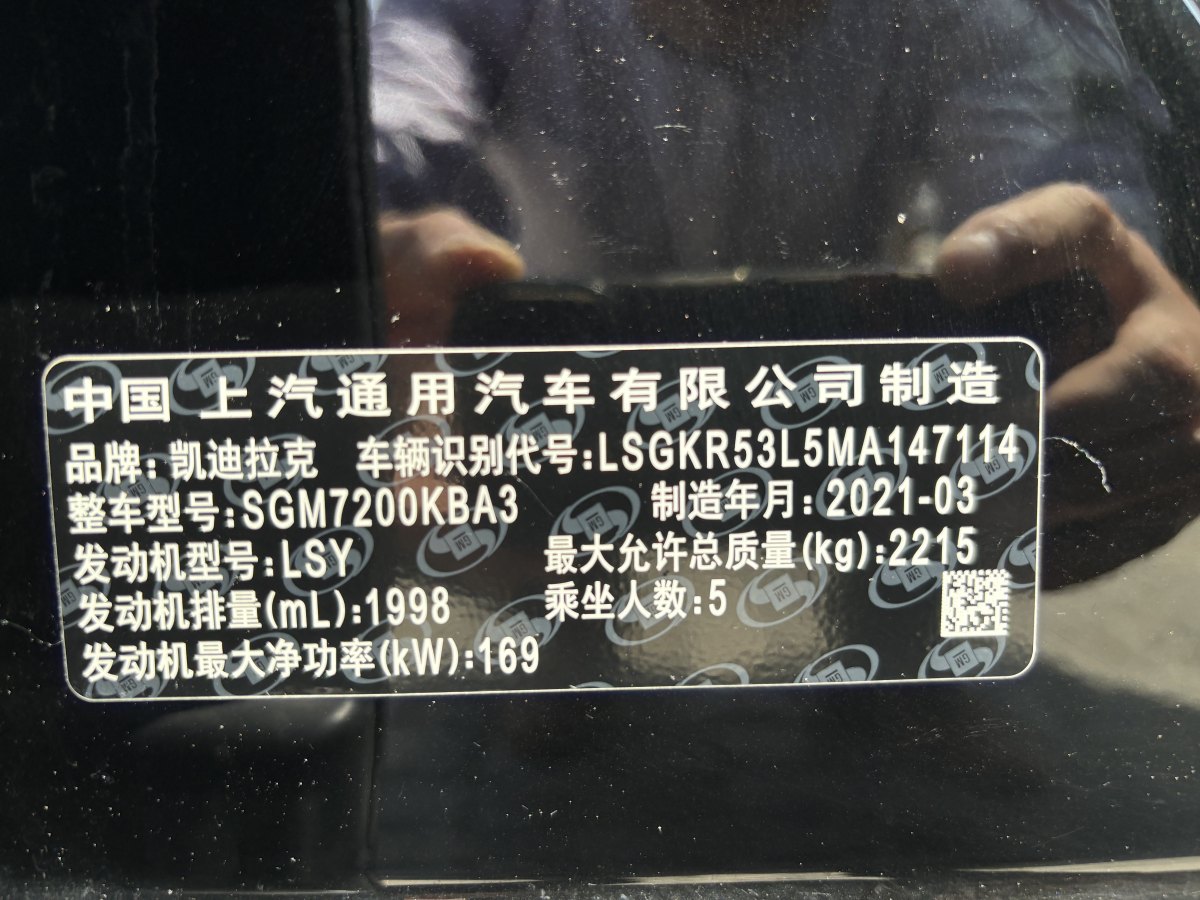 中国 上汽通用汽车有限公司制造
品牌:凯迪拉克 车辆识别代号:LSGKR53L5MA147114
整车型号:SGM7200KBA3 制造年月:2021-03
发动机型号:LSY 最大允许总质量(kg):2215
发动机排量(mL):1998 乘坐人数:5
发动机最大净功率(kW):169